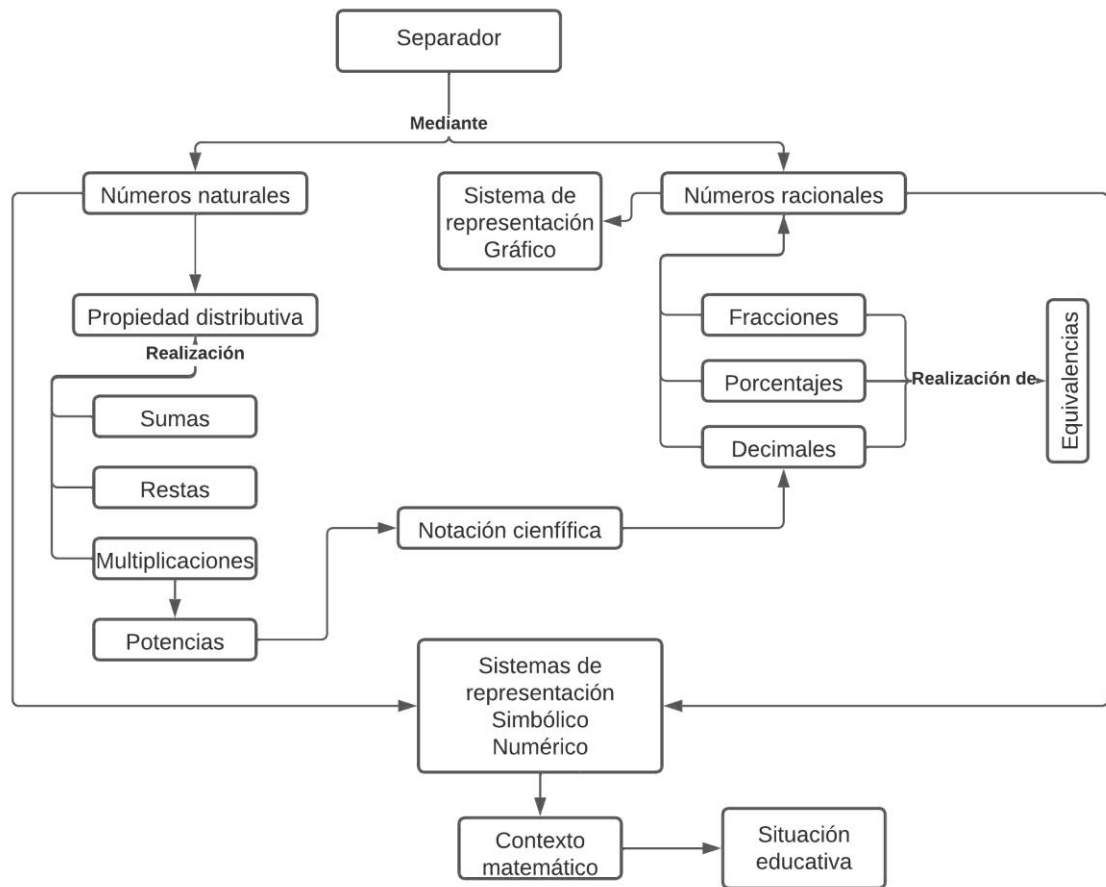 Separador
Mediante
Números naturales
Sistema de
representación
Gráfico
Números racionales
Propiedad distributiva
Realización
Fracciones
Porcentajes
Decimales
Realización de
Equivalencias
Sumas
Restas
Multiplicaciones
Potencias
Notación cienfífica
Sistemas de
representación
Simbólico
Numérico
Contexto
matemático
Situación
educativa